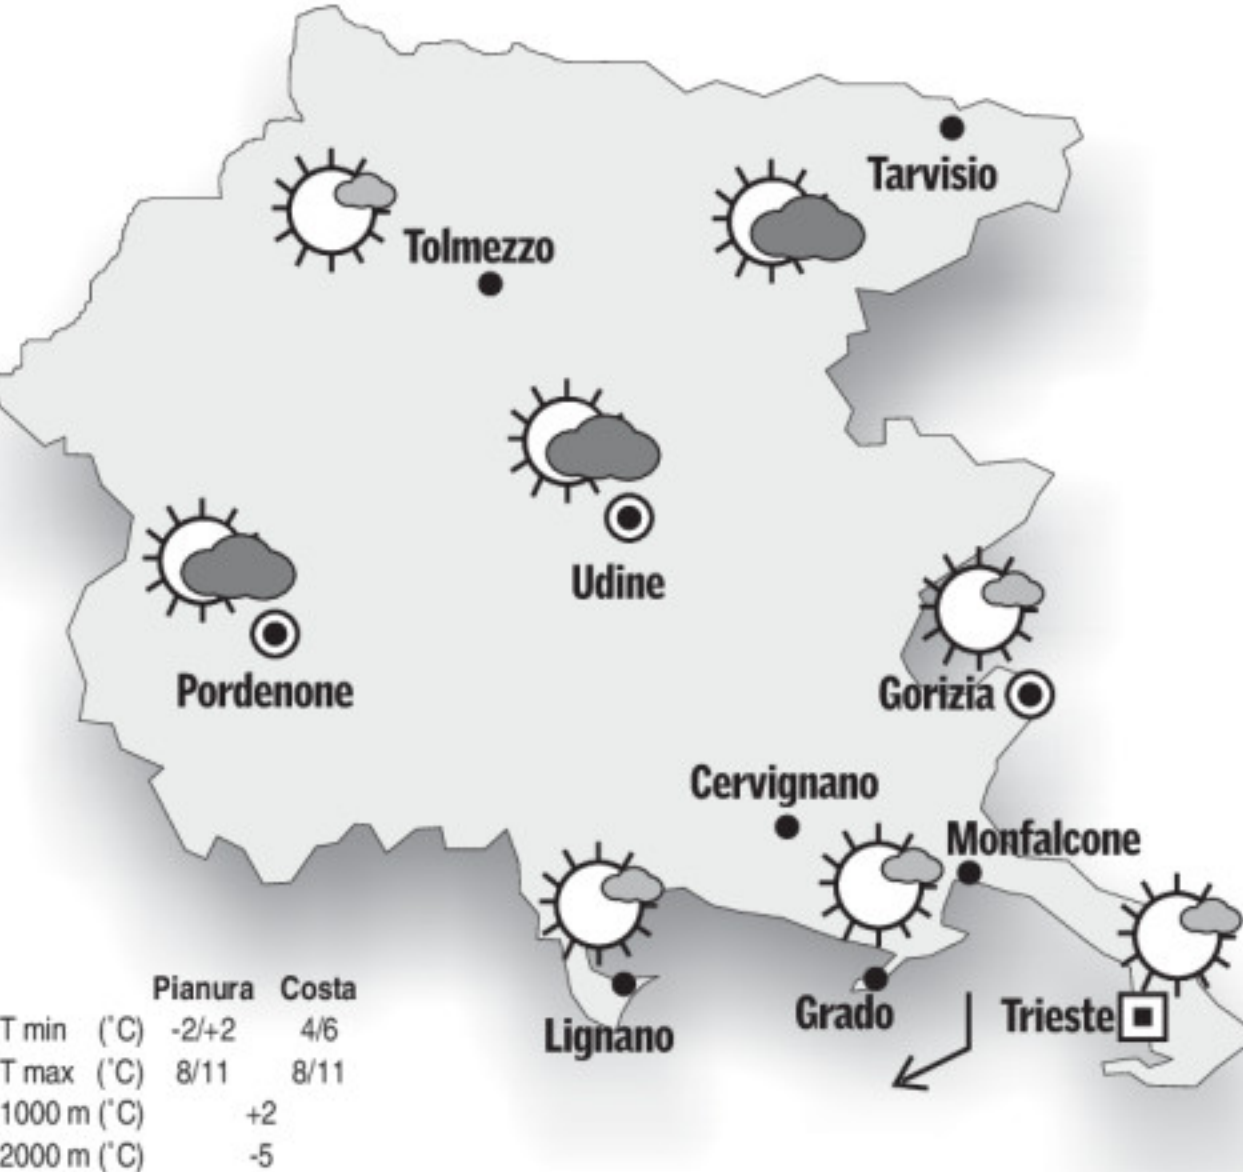 Tarvisio
Tolmezzo
Udine
Pordenone
Gorizia
Cervignano
Monfalcone
Grado
Trieste
Lignano
Pianura Costa
T min (°C) -2/+2 4/6
T max (°C) 8/11 8/11
1000 m (°C) +2
2000 m (°C) -5